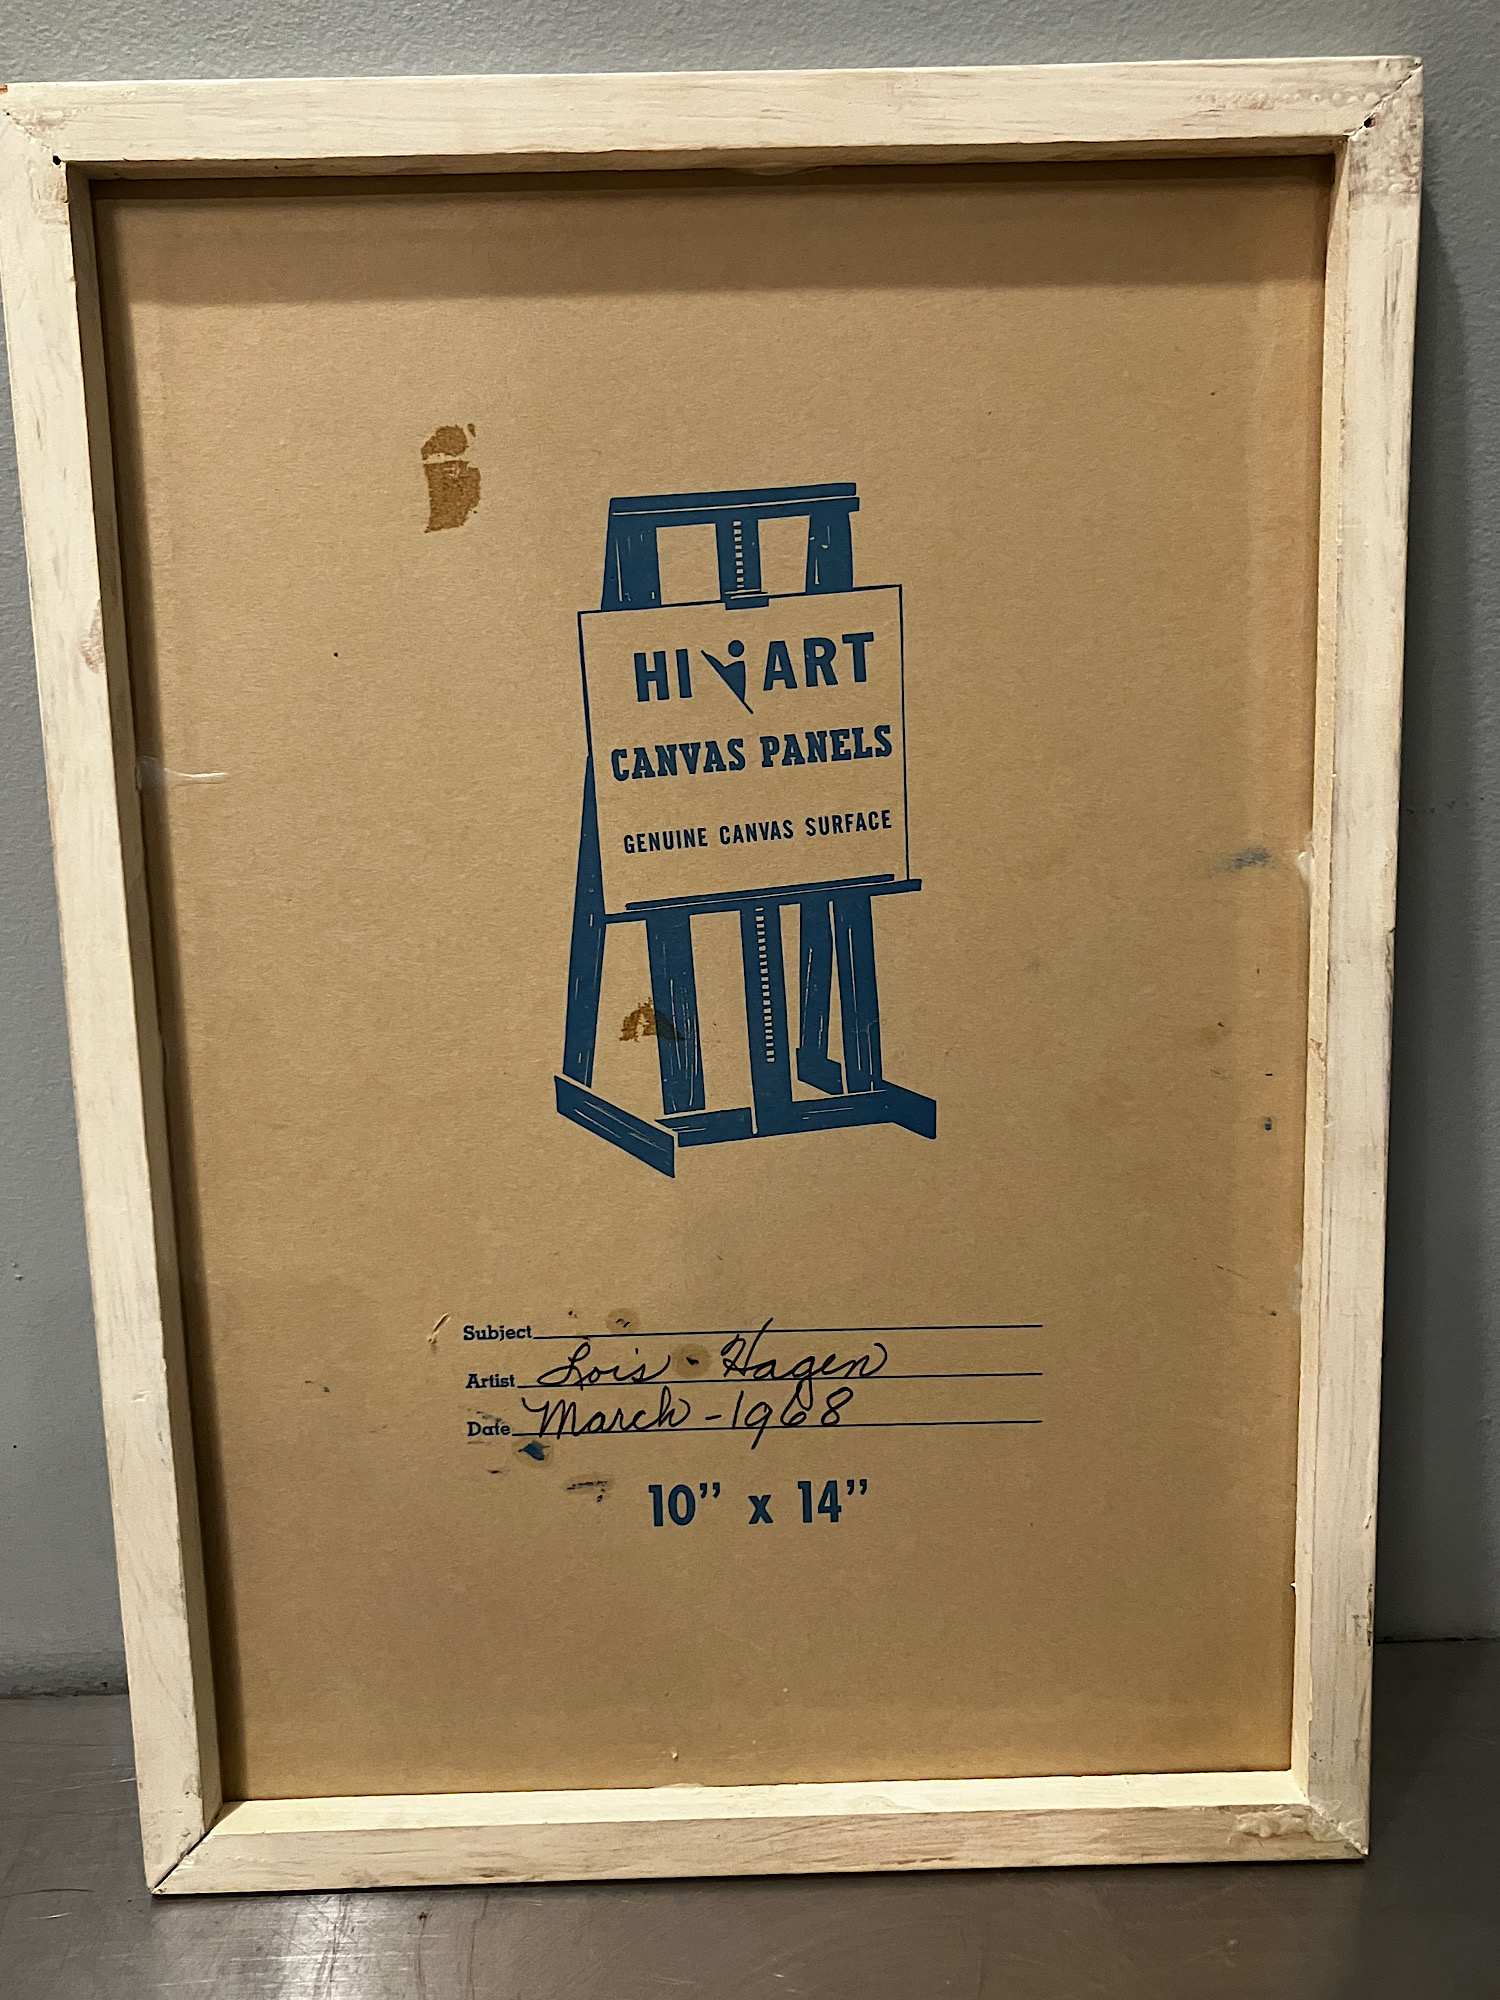 HI ART
CANVAS PANELS
GENUINE CANVAS SURFACE
Subject
Artist Lois Hagen
Date March - 1968
10” x 14”